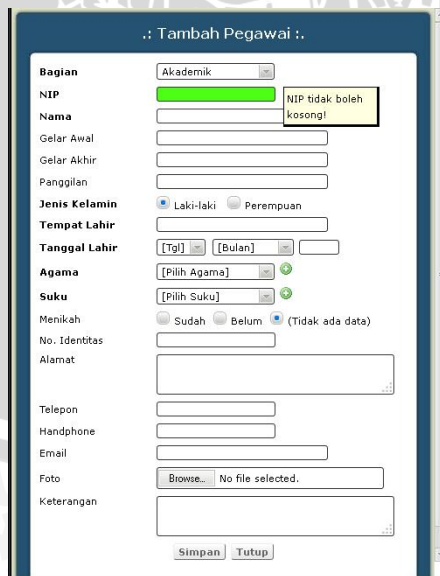 .: Tambah Pegawai :.
Bagian Akademik
NIP
NIP tidak boleh
kosong!
Nama
Gelar Awal
Gelar Akhir
Panggilan
Jenis Kelamin Laki-laki Perempuan
Tempat Lahir
Tanggal Lahir [Tgl] [Bulan]
Agama [Pilih Agama]
Suku [Pilih Suku]
Menikah Sudah Belum (Tidak ada data)
No. Identitas
Alamat
Telepon
Handphone
Email
Foto Browse... No file selected.
Keterangan
Simpan Tutup